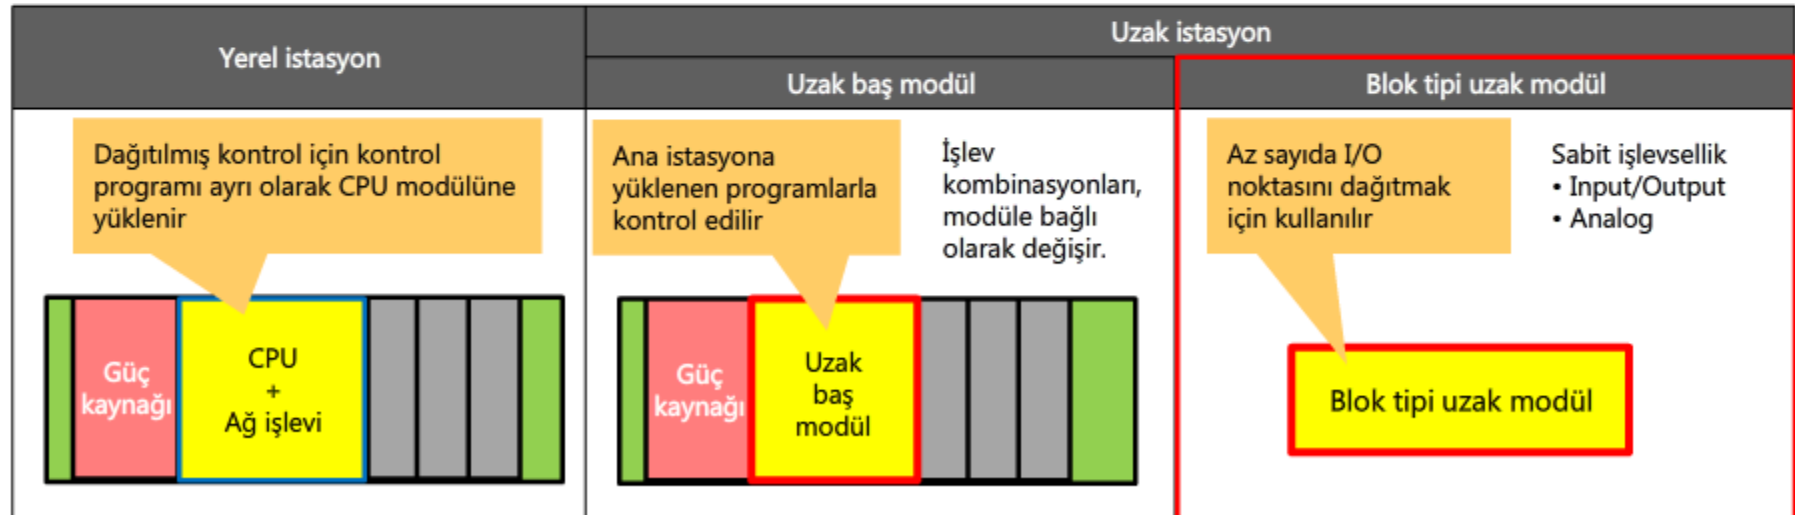 Yerel istasyon
Uzak istasyon
Uzak baş modül
Blok tipi uzak modül
Dağıtılmış kontrol için kontrol
programı ayrı olarak CPU modülüne
yüklenir
Güç
kaynağı
CPU
+
Ağ işlevi
Ana istasyona
yüklenen programlarla
kontrol edilir
İşlev
kombinasyonları,
modüle bağlı
olarak değişir.
Güç
kaynağı
Uzak
baş
modül
Az sayıda I/O
noktasını dağıtmak
için kullanılır
Sabit işlevsellik
• Input/Output
• Analog
Blok tipi uzak modül